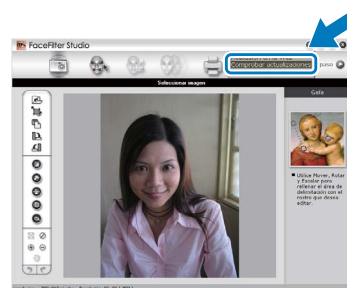 FaceFilter Studio
Comprobar actualizaciones
paso
Seleccionar imagen
Guía
Utilice Mover, Rotar
y Escalar para
rellenar el área de
delimitación con el
rostro que desea
editar.